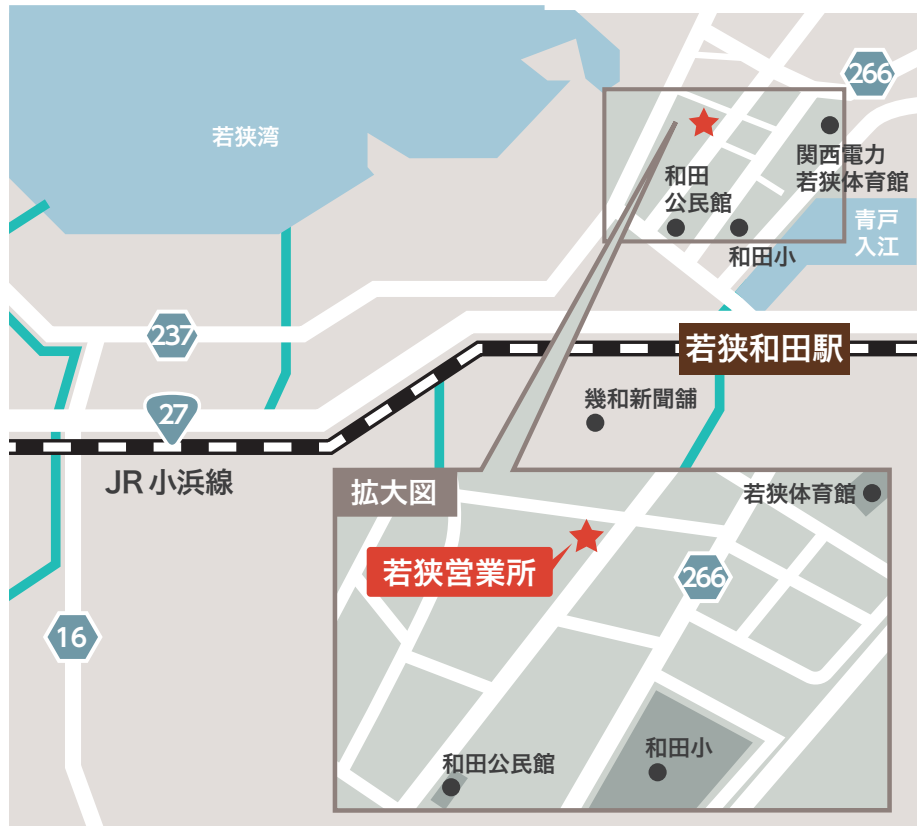 266
若狭湾
関西電力
若狭体育館
和田
公民館
青戸
入江
和田小
237
若狭和田駅
27
幾和新聞舗
JR 小浜線
拡大図
若狭体育館
若狭営業所
266
16
和田小
和田公民館